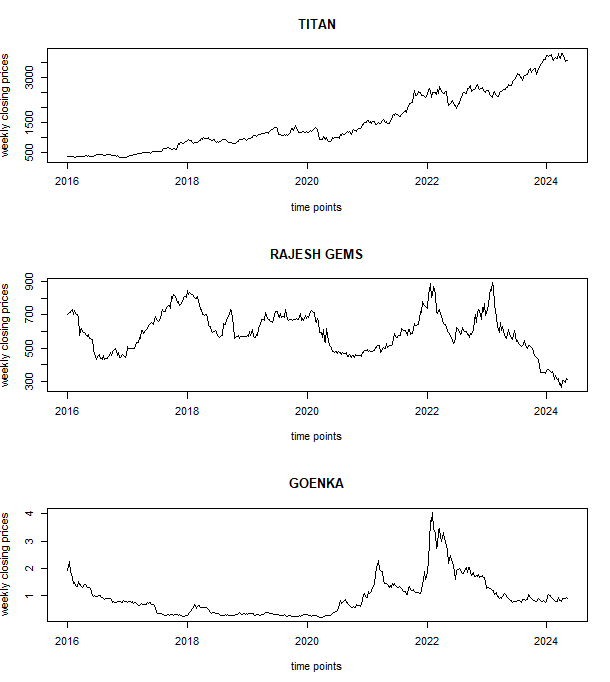 TITAN
weekly closing prices
3000
1500
500
2016 2018 2020 2022 2024
time points
RAJESH GEMS
weekly closing prices
900
700
500
300
2016 2018 2020 2022 2024
time points
GOENKA
weekly closing prices
4
3
2
1
2016 2018 2020 2022 2024
time points